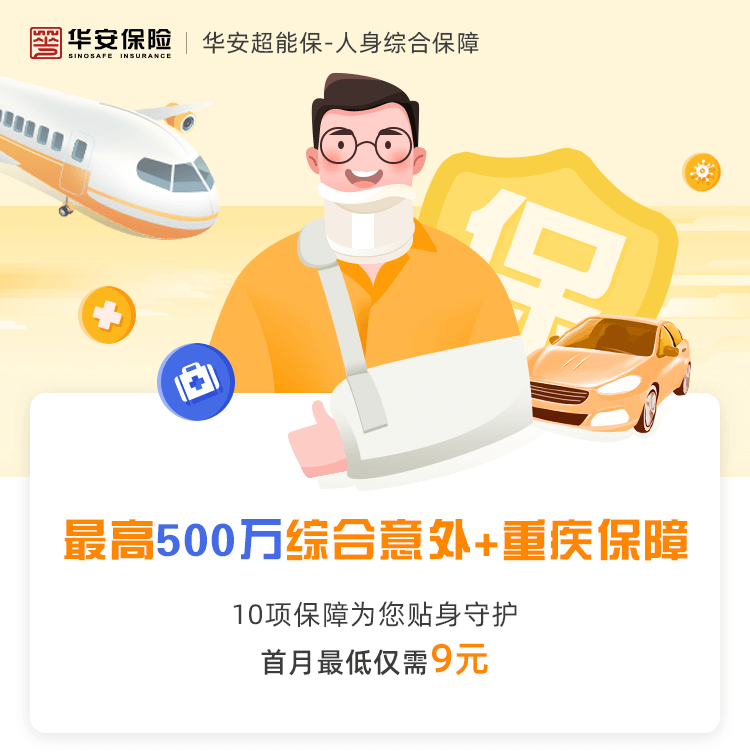 华安保险 华安超能保-人身综合保障
SINOSAFE INSURANCE
保
最高500万综合意外+重疾保障
10项保障为您贴身守护
首月最低仅需9元